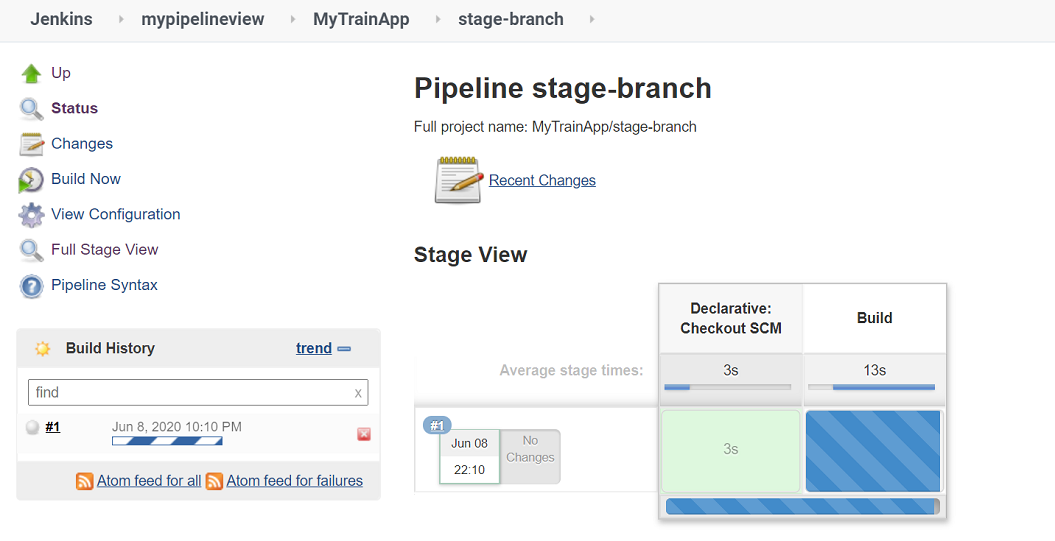 Jenkins mypipelineview MyTrainApp stage-branch
Up
Status
Changes
Build Now
View Configuration
Full Stage View
Pipeline Syntax
Build History trend
find x
#1 Jun 8, 2020 10:10 PM
Atom feed for all Atom feed for failures
Pipeline stage-branch
Full project name: MyTrainApp/stage-branch
Recent Changes
Stage View
Declarative:
Checkout SCM
Build
Average stage times: 3s 13s
#1
Jun 08
22:10
No
Changes
3s